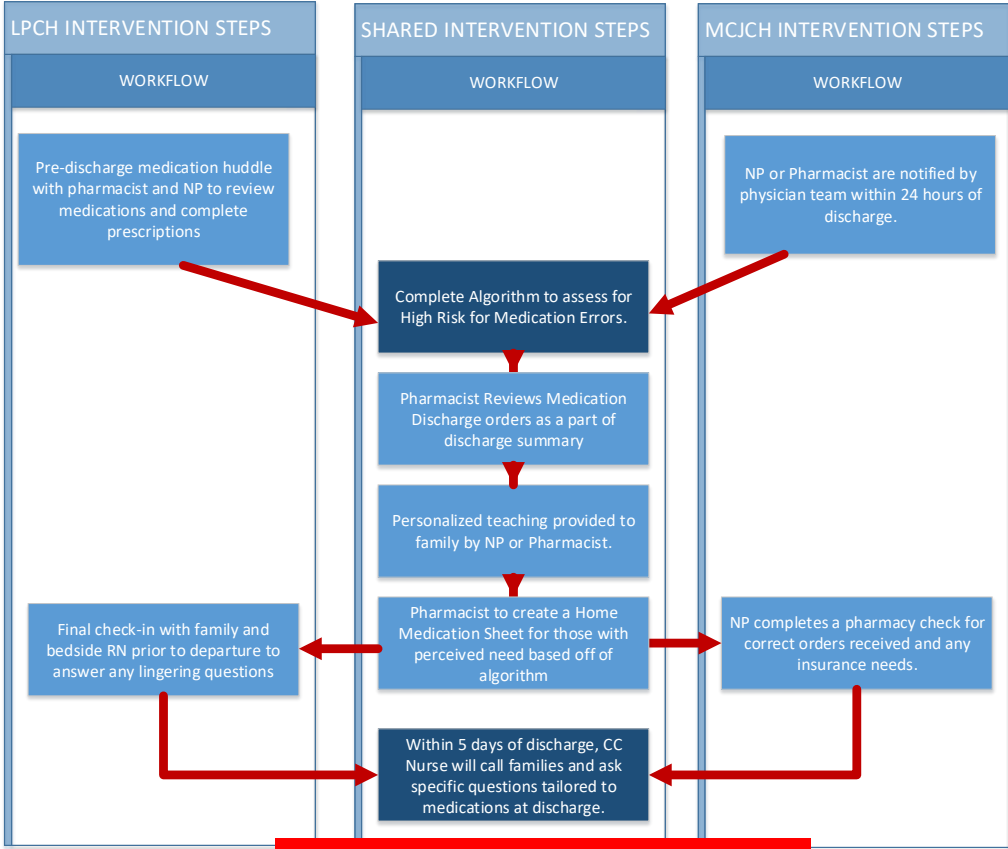 LPCH INTERVENTION STEPS
SHARED INTERVENTION STEPS
MCJCH INTERVENTION STEPS
WORKFLOW
WORKFLOW
WORKFLOW
Pre-discharge medication huddle
with pharmacist and NP to review
medications and complete
prescriptions
NP or Pharmacist are notified by
physician team within 24 hours of
discharge.
Complete Algorithm to assess for
High Risk for Medication Errors.
Pharmacist Reviews Medication
Discharge orders as a part of
discharge summary
Personalized teaching provided to
family by NP or Pharmacist.
Pharmacist to create a Home
Medication Sheet for those with
perceived need based off of
algorithm
Final check-in with family and
bedside RN prior to departure to
answer any lingering questions
NP completes a pharmacy check for
correct orders received and any
insurance needs.
Within 5 days of discharge, CC
Nurse will call families and ask
specific questions tailored to
medications at discharge.